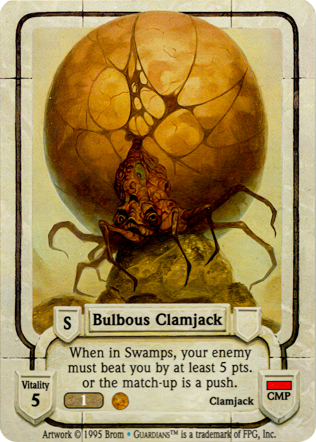 S
Bulbous Clamjack
When in Swamps, your enemy
must beat you by at least 5 pts.
or the match-up is a push.
Vitality
5
1
Clamjack
CMP
Artwork © 1995 Brom • GUARDIANS™ is a trademark of FPG, Inc.